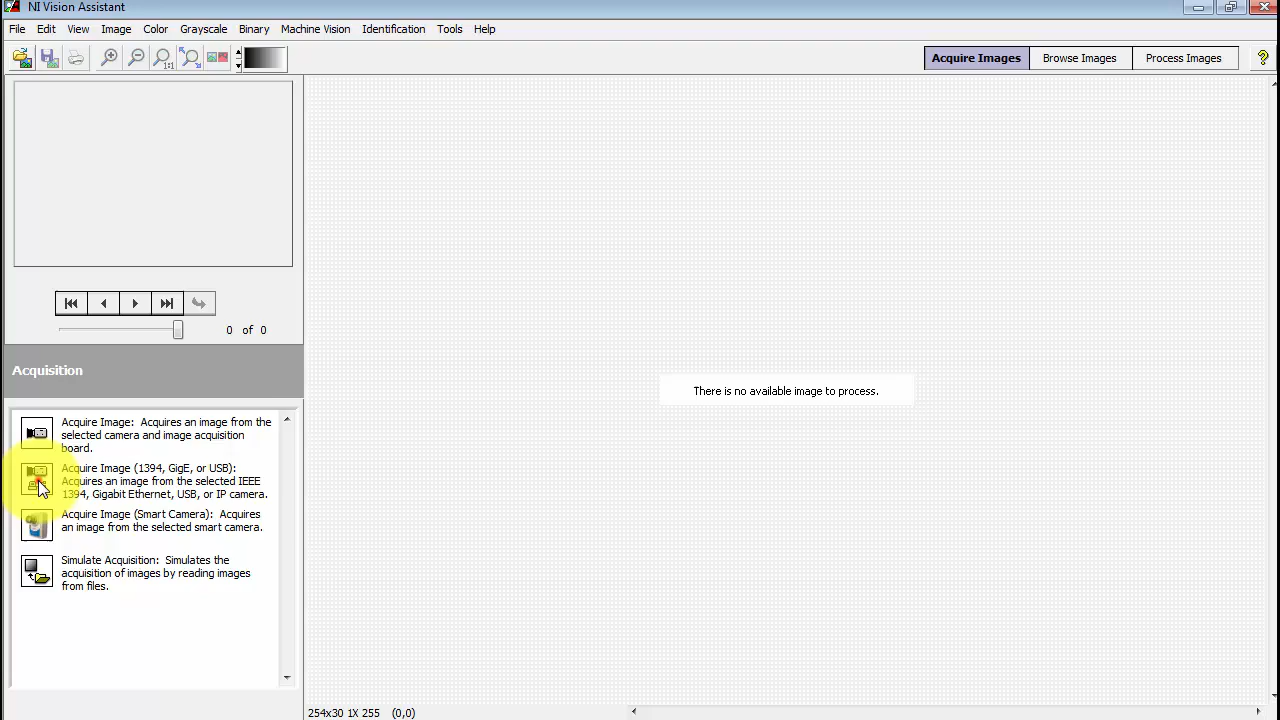 NI Vision Assistant
File Edit View Image Color Grayscale Binary Machine Vision Identification Tools Help
1:1
Acquire Images Browse Images Process Images ?
0 of 0
Acquisition
Acquire Image: Acquires an image from the
selected camera and image acquisition
board.
Acquire Image (1394, GigE, or USB):
Acquires an image from the selected IEEE
1394, Gigabit Ethernet, USB, or IP camera.
Acquire Image (Smart Camera): Acquires
an image from the selected smart camera.
Simulate Acquisition: Simulates the
acquisition of images by reading images
from files.
There is no available image to process.
254x30 1X 255 (0,0)